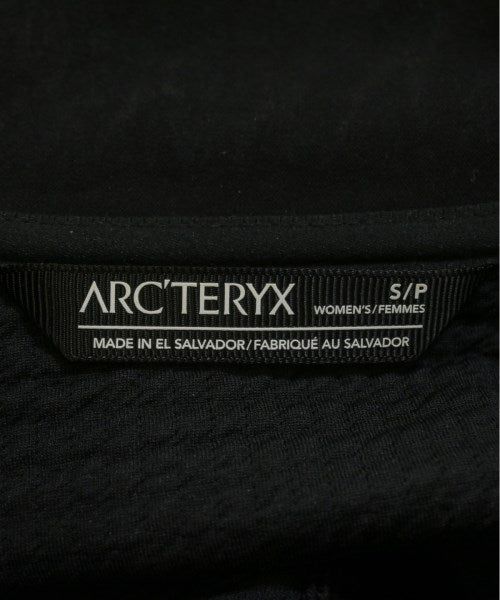 ARC'TERYX S/P
WOMEN'S/FEMMES
MADE IN EL SALVADOR/FABRIQUÉ AU SALVADOR